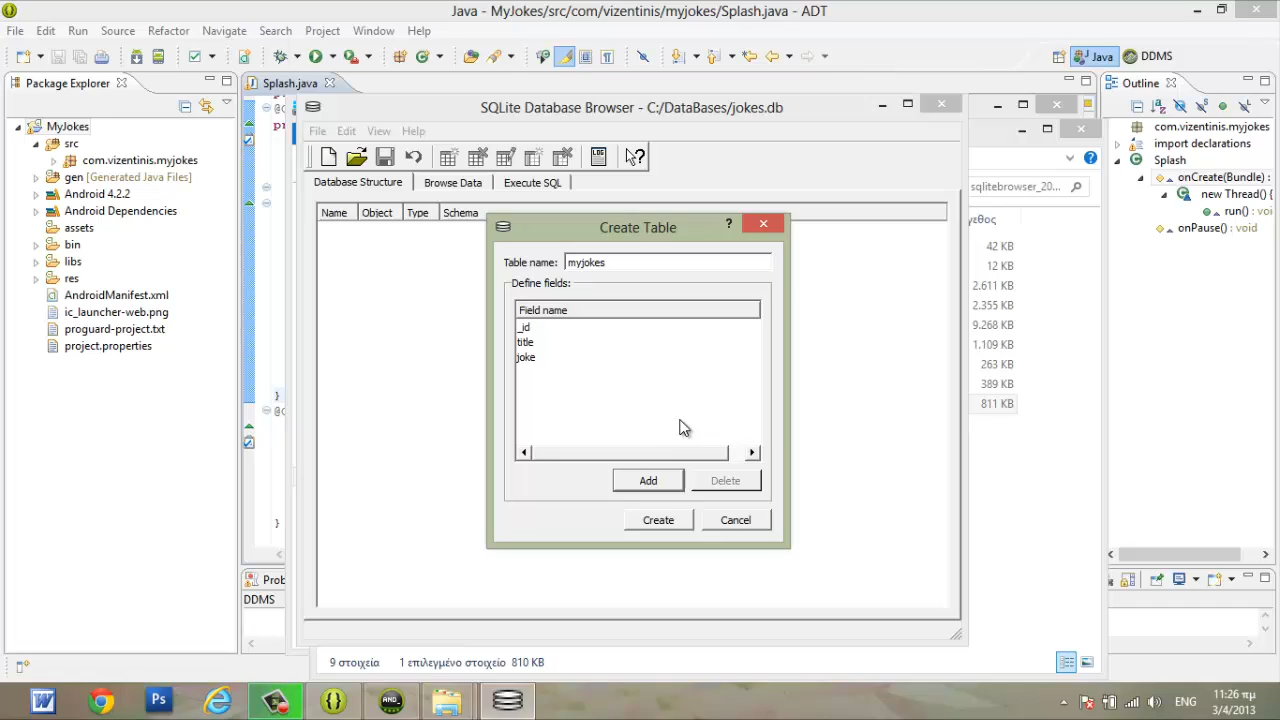 Java - MyJokes/src/com/vizentinis/myjokes/Splash.java - ADT
File Edit Run Source Refactor Navigate Search Project Window Help
Java DDMS
Package Explorer
Splash.java
Outline
MyJokes
src
com.vizentinis.myjokes
gen [Generated Java Files]
Android 4.2.2
Android Dependencies
assets
bin
libs
res
AndroidManifest.xml
ic_launcher-web.png
proguard-project.txt
project.properties
SQLite Database Browser - C:/DataBases/jokes.db
File Edit View Help
LOG
Database Structure Browse Data Execute SQL
Name Object Type Schema
Create Table
Table name: myjokes
Define fields:
Field name
_id
title
joke
Add Delete
Create Cancel
sqlitebrowser_20...
γεθος
42 KB
12 KB
2.611 KB
2.355 KB
9.268 KB
1.109 KB
263 KB
389 KB
811 KB
com.vizentinis.myjokes
import declarations
Splash
onCreate(Bundle) :
new Thread() {
run() : voi
onPause() : void
}
@C
}
Prob
DDMS
9 στοιχεία 1 επιλεγμένο στοιχείο 810 KB
ΕΝΓ
11:26 πμ
3/4/2013